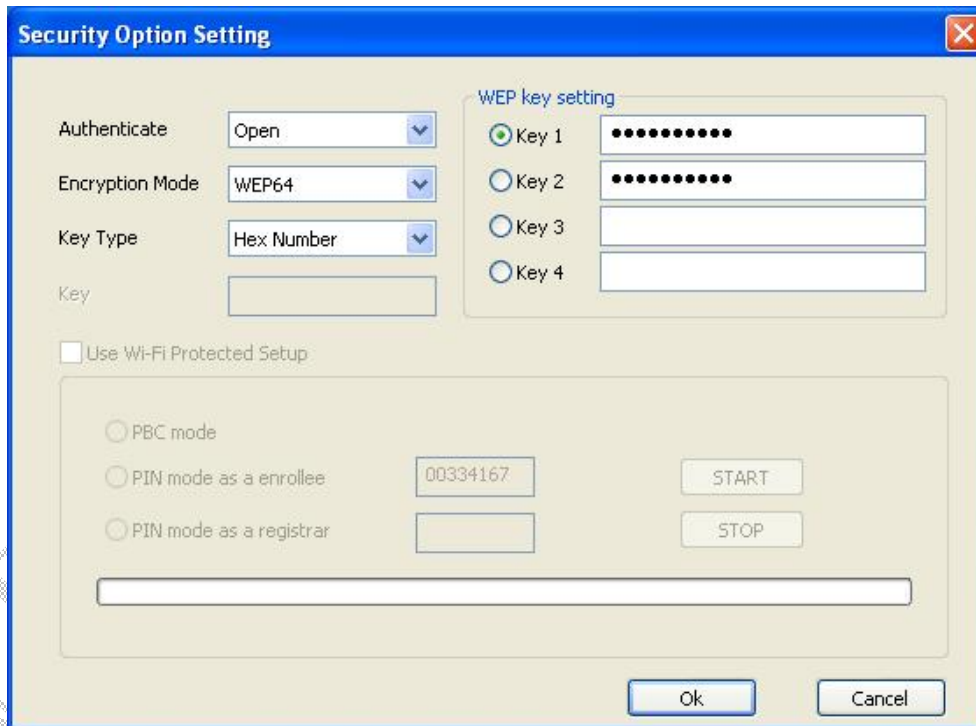 Security Option Setting
WEP key setting
Authenticate
Open
Key 1
••••••••••
Encryption Mode
WEP64
Key 2
••••••••••
Key Type
Hex Number
Key 3
Key 4
Key
Use Wi-Fi Protected Setup
PBC mode
PIN mode as a enrollee
00334167
START
PIN mode as a registrar
STOP
Ok
Cancel